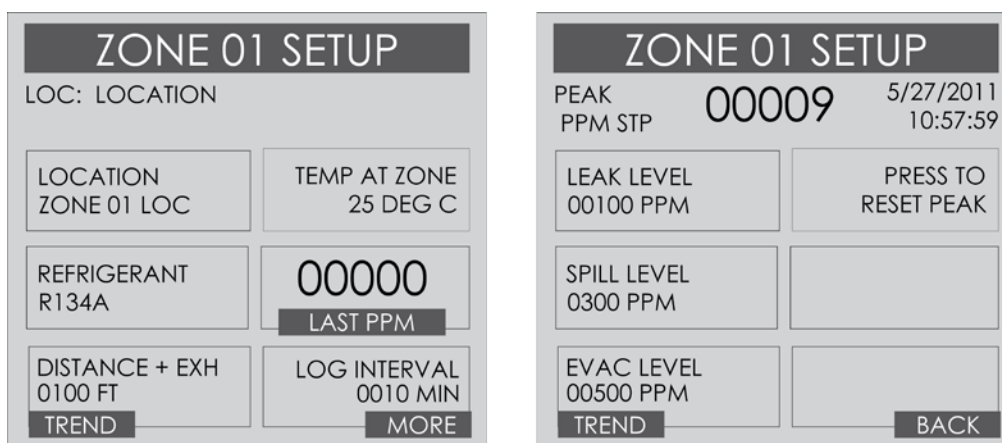 ZONE 01 SETUP
LOC: LOCATION
LOCATION
ZONE 01 LOC
TEMP AT ZONE
25 DEG C
REFRIGERANT
R134A
00000
LAST PPM
DISTANCE + EXH
0100 FT
TREND
LOG INTERVAL
0010 MIN
MORE
ZONE 01 SETUP
PEAK
PPM STP
00009
5/27/2011
10:57:59
LEAK LEVEL
00100 PPM
PRESS TO
RESET PEAK
SPILL LEVEL
0300 PPM
EVAC LEVEL
00500 PPM
TREND
BACK